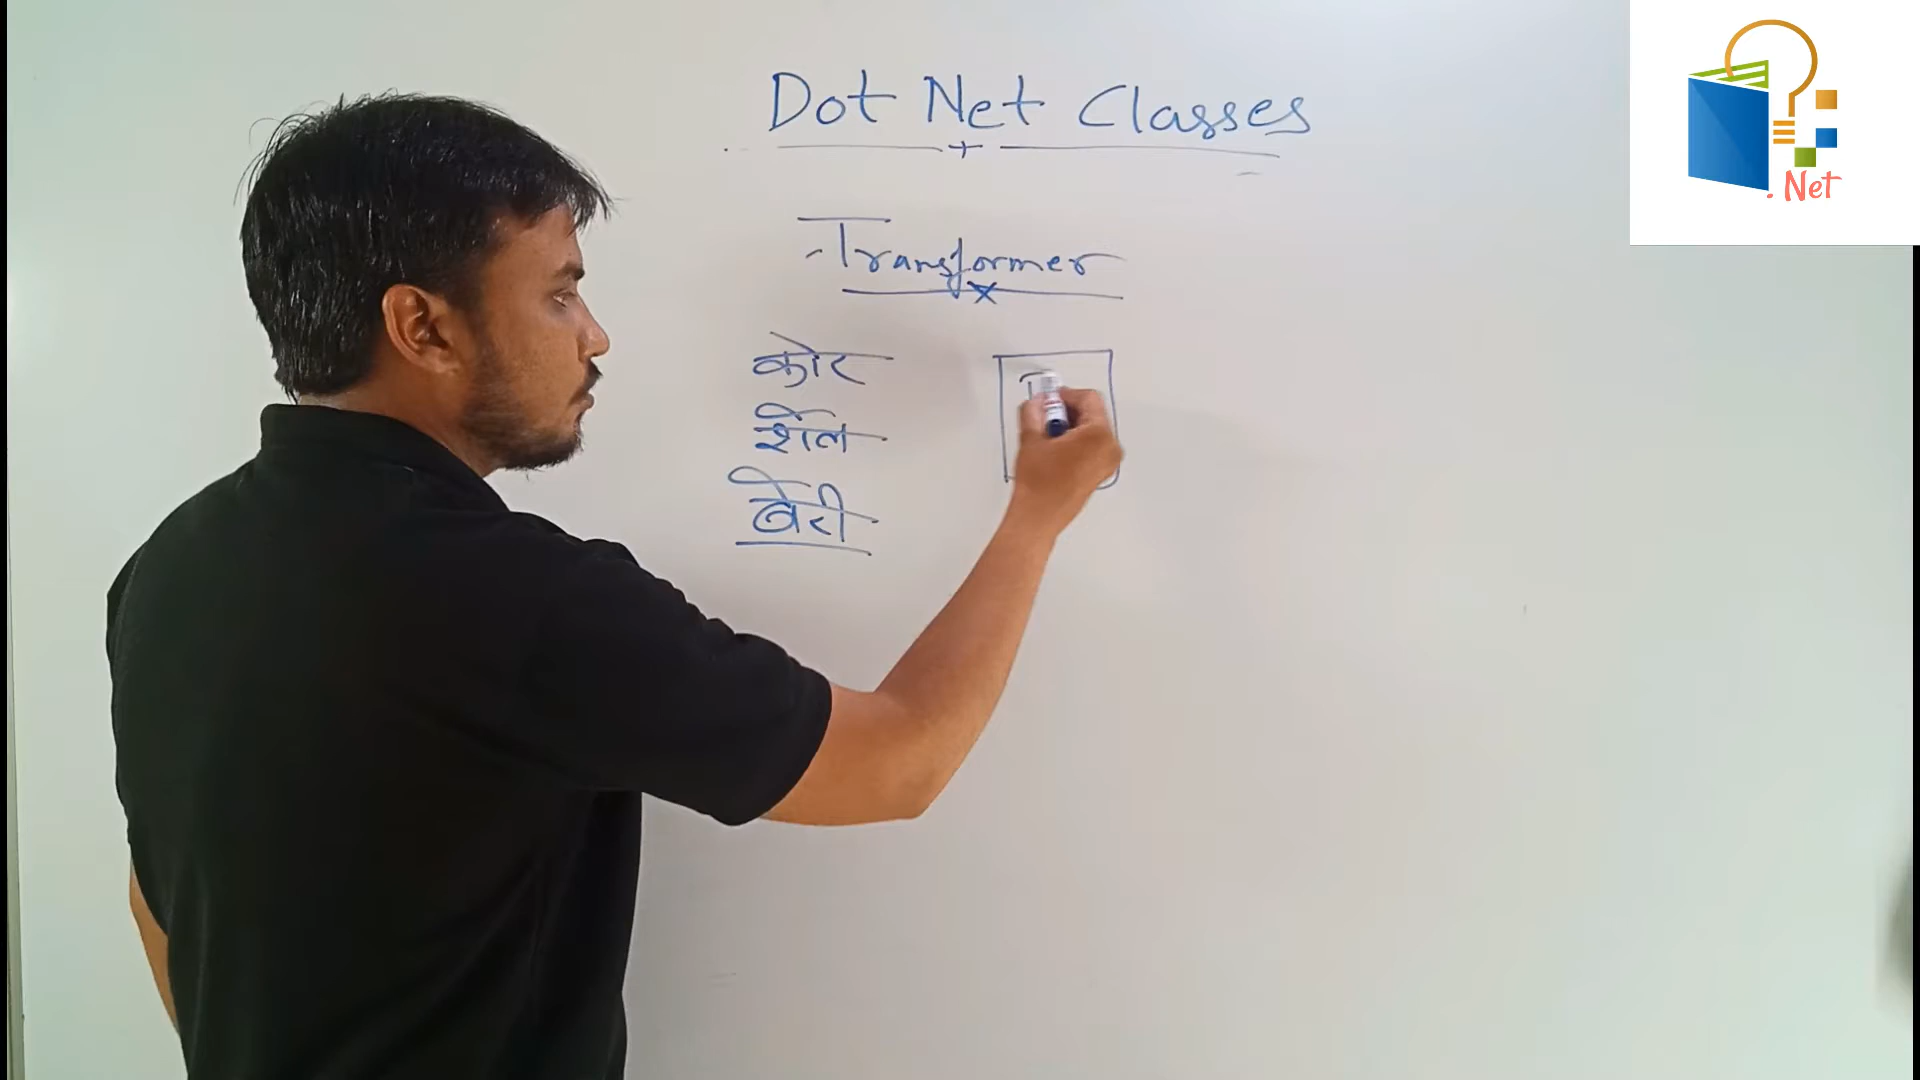 Dot Net Classes
Transformer
कोर
शैल
बेरी
.Net